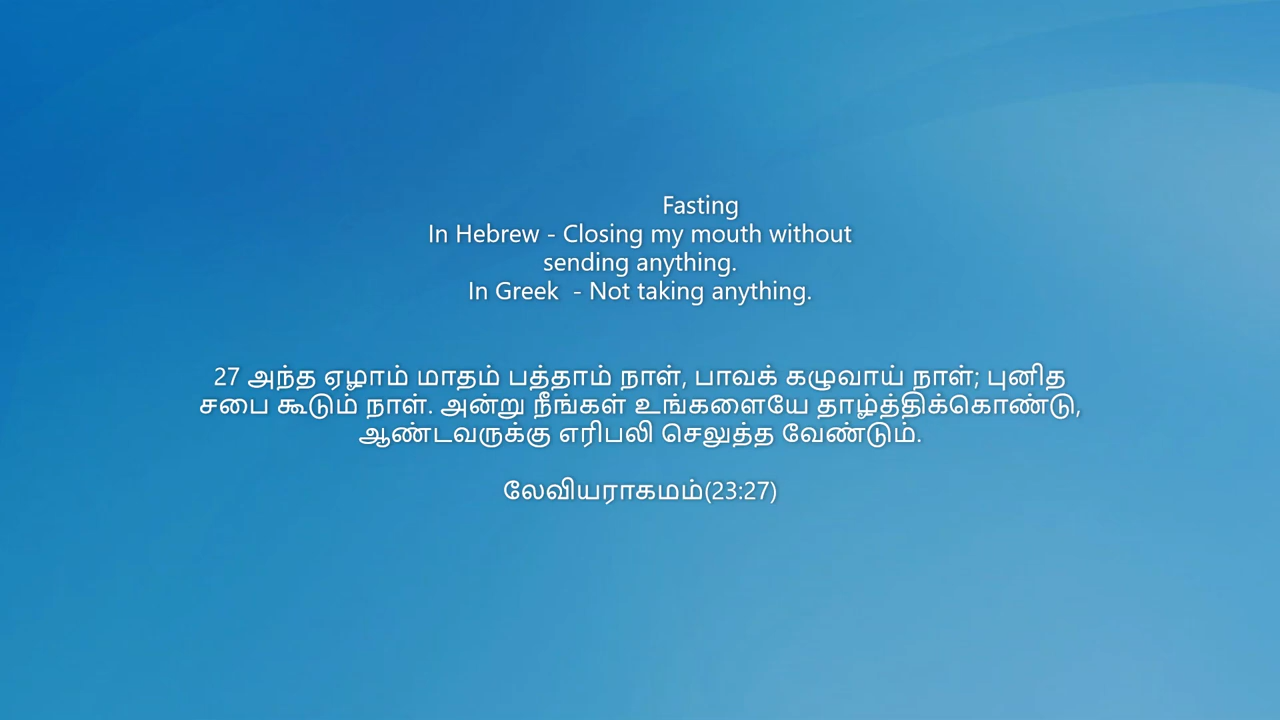 Fasting
In Hebrew - Closing my mouth without
sending anything.
In Greek - Not taking anything.
27 அந்த ஏழாம் மாதம் பத்தாம் நாள், பாவக் கழுவாய் நாள்; புனித
சபை கூடும் நாள். அன்று நீங்கள் உங்களையே தாழ்த்திக்கொண்டு,
ஆண்டவருக்கு எரிபலி செலுத்த வேண்டும்.
லேவியராகமம்(23:27)